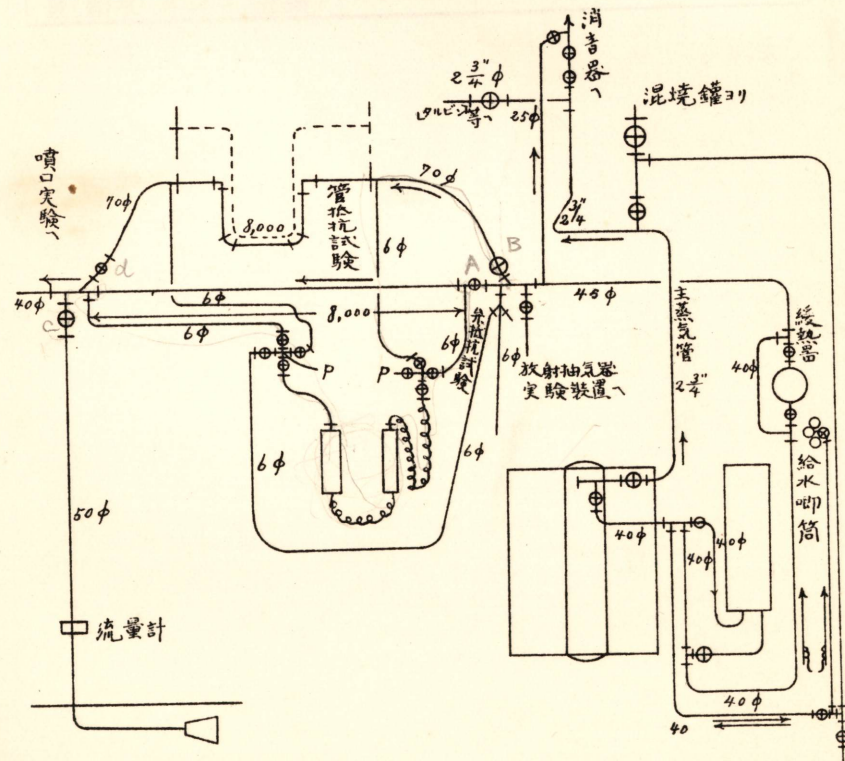 消音器へ
2 3/4"φ
タルビン等へ
25φ
混焼鑵ヨリ
噴口実験へ
70φ
8,000
管抵抗試験
70φ
6φ
2 3/4"
B
A
d
40φ
C
6φ
8,000
6φ
45φ
主蒸気管
2 3/4"
緩熱器
40φ
6φ
弁抵抗試験
6φ
放射抽気器
実験装置へ
P
P
6φ
6φ
給水喞筒
50φ
40φ
40φ
40φ
流量計
40φ
40